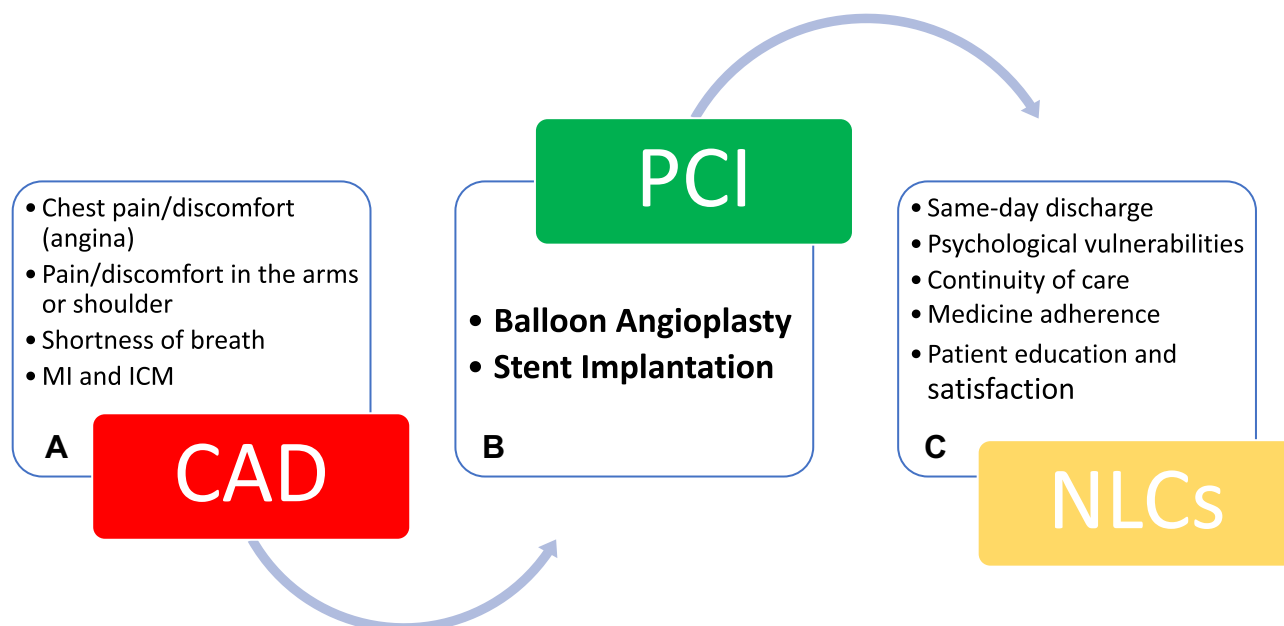 • Chest pain/discomfort
(angina)
• Pain/discomfort in the arms
or shoulder
• Shortness of breath
• MI and ICM
A
CAD
PCI
• Balloon Angioplasty
• Stent Implantation
B
• Same-day discharge
• Psychological vulnerabilities
• Continuity of care
• Medicine adherence
• Patient education and
satisfaction
C
NLCs